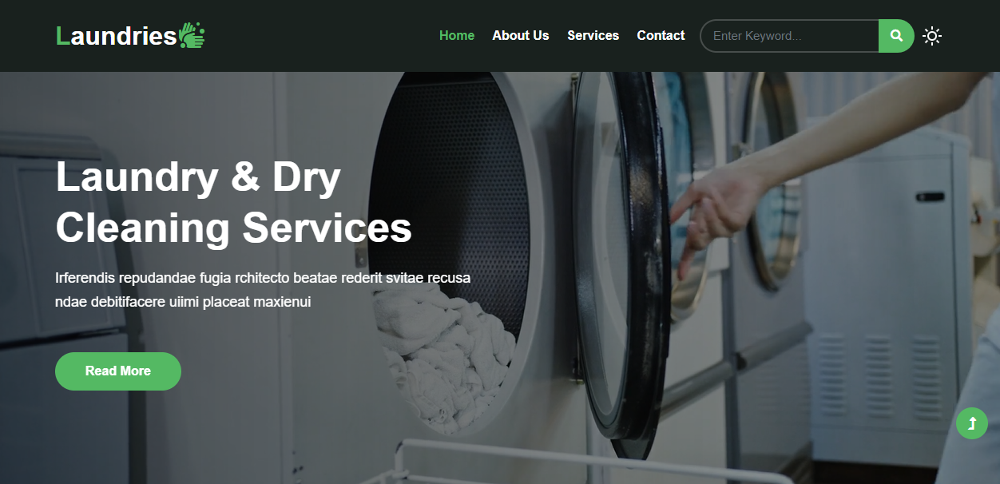 Laundries
Home About Us Services Contact Enter Keyword...
Laundry & Dry
Cleaning Services
Irferendis repudandae fugia rchitecto beatae rederit svitae recusa
ndae debitifacere uiimi placeat maxienui
Read More